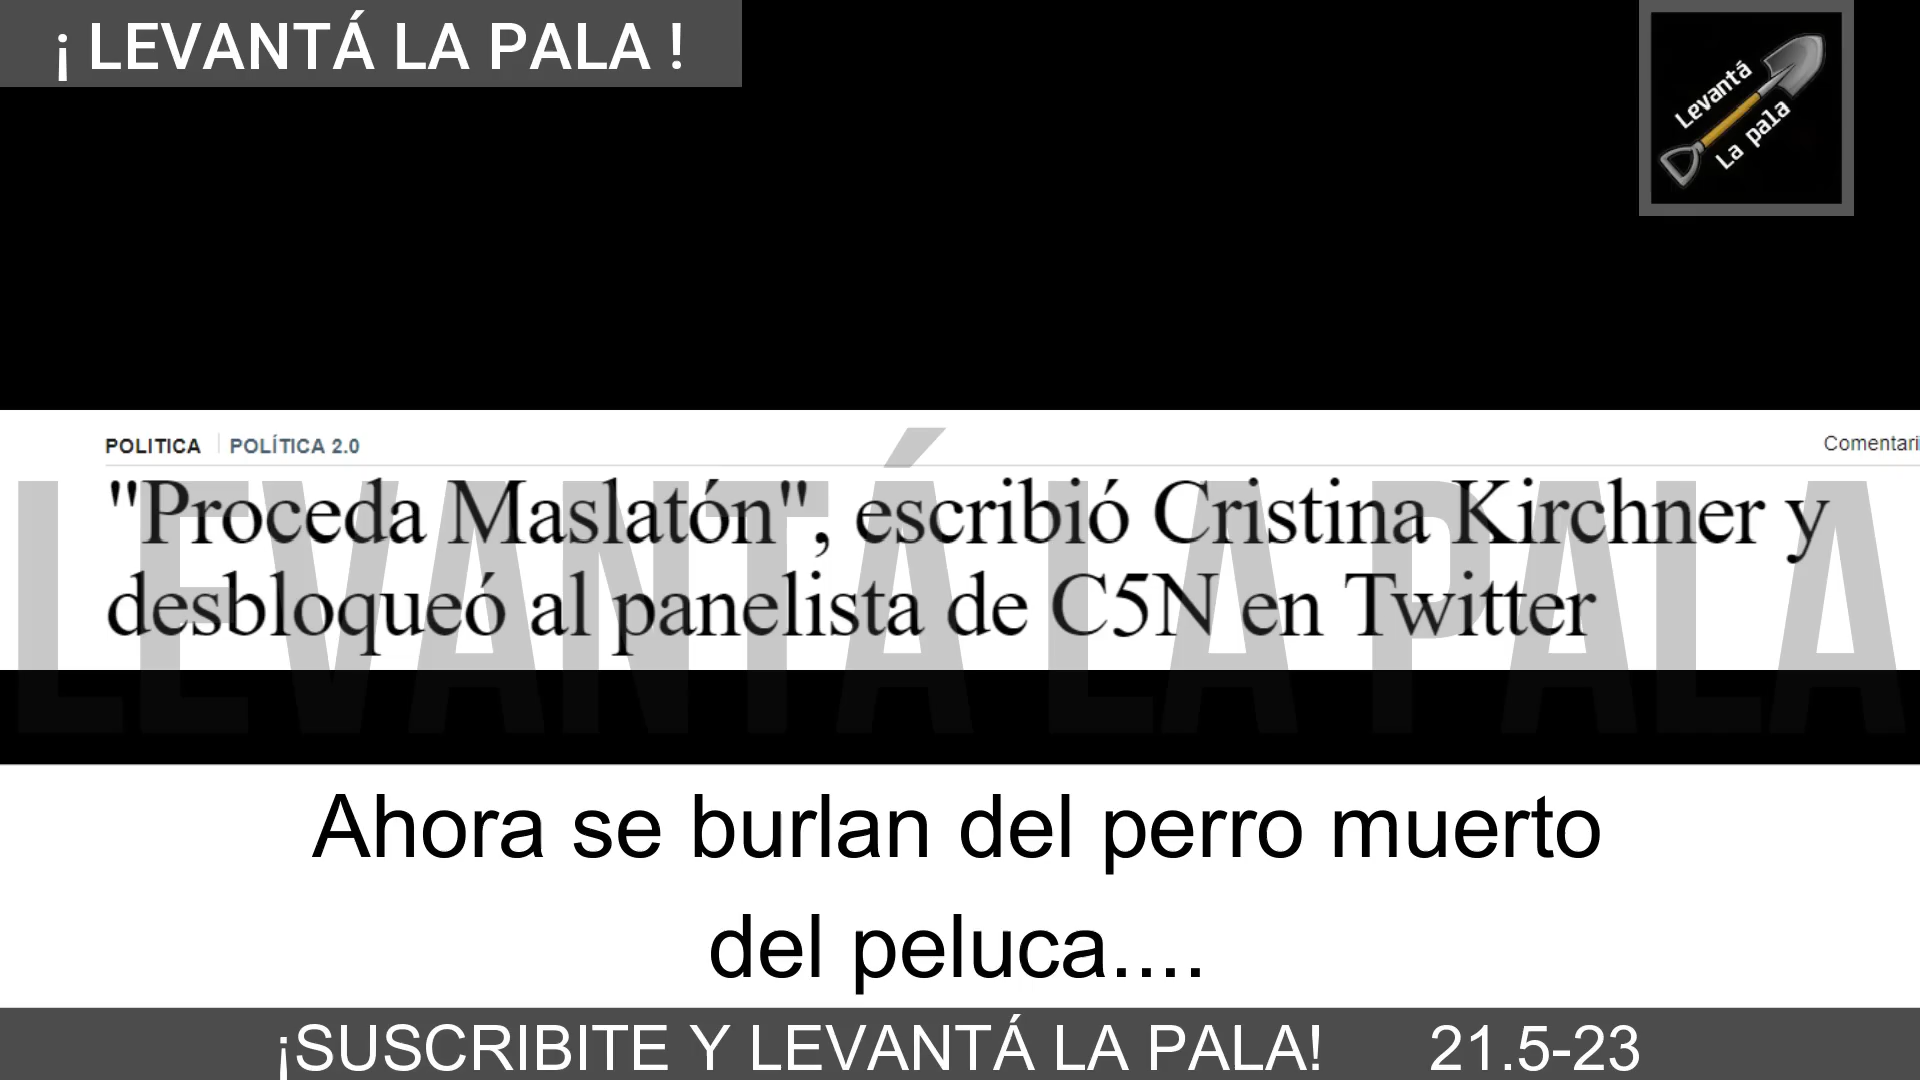 ¡ LEVANTÁ LA PALA !
Levantá
La pala
POLITICA POLÍTICA 2.0
"Proceda Maslatón", escribió Cristina Kirchner y
desbloqueó al panelista de C5N en Twitter
LEVANTÁ LA PALA
Ahora se burlan del perro muerto
del peluca....
¡SUSCRIBITE Y LEVANTÁ LA PALA! 21.5-23